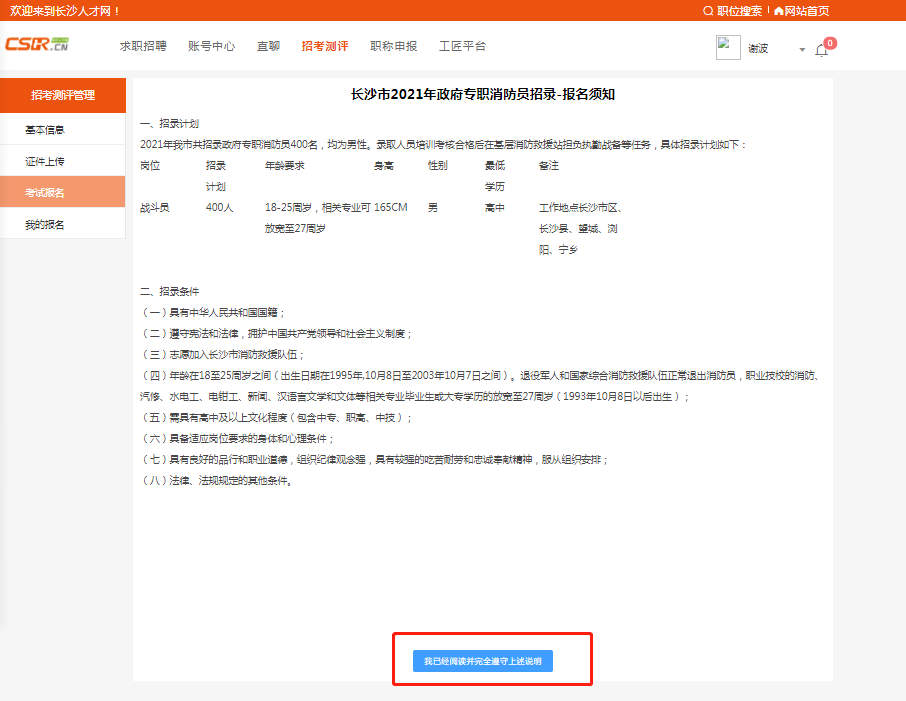 欢迎来到长沙人才网！
职位搜索 | 网站首页
CSRR.CN
求职招聘 账号中心 直聊 招考测评 职称申报 工匠平台
谢波
0
招考测评管理
基本信息
证件上传
考试报名
我的报名
长沙市2021年政府专职消防员招录-报名须知
一、招录计划
2021年我市共招录政府专职消防员400名，均为男性。录取人员培训考核合格后在基层消防救援站担负执勤战备等任务，具体招录计划如下：
岗位 招录 年龄要求 身高 性别 最低 备注
计划 学历
战斗员 400人 18-25周岁，相关专业可 165CM 男 高中 工作地点长沙市区、
放宽至27周岁 长沙县、望城、浏
阳、宁乡
二、招录条件
（一）具有中华人民共和国国籍；
（二）遵守宪法和法律，拥护中国共产党领导和社会主义制度；
（三）志愿加入长沙市消防救援队伍；
（四）年龄在18至25周岁之间（出生日期在1995年,10月8日至2003年10月7日之间）。退役军人和国家综合消防救援队伍正常退出消防员，职业技校的消防、
汽修、水电工、电钳工、新闻、汉语言文学和文体等相关专业毕业生或大专学历的放宽至27周岁（1993年10月8日以后出生）；
（五）需具有高中及以上文化程度（包含中专、职高、中技）；
（六）具备适应岗位要求的身体和心理条件；
（七）具有良好的品行和职业道德，组织纪律观念强，具有较强的吃苦耐劳和忠诚奉献精神，服从组织安排；
（八）法律、法规规定的其他条件。
我已经阅读并完全遵守上述说明